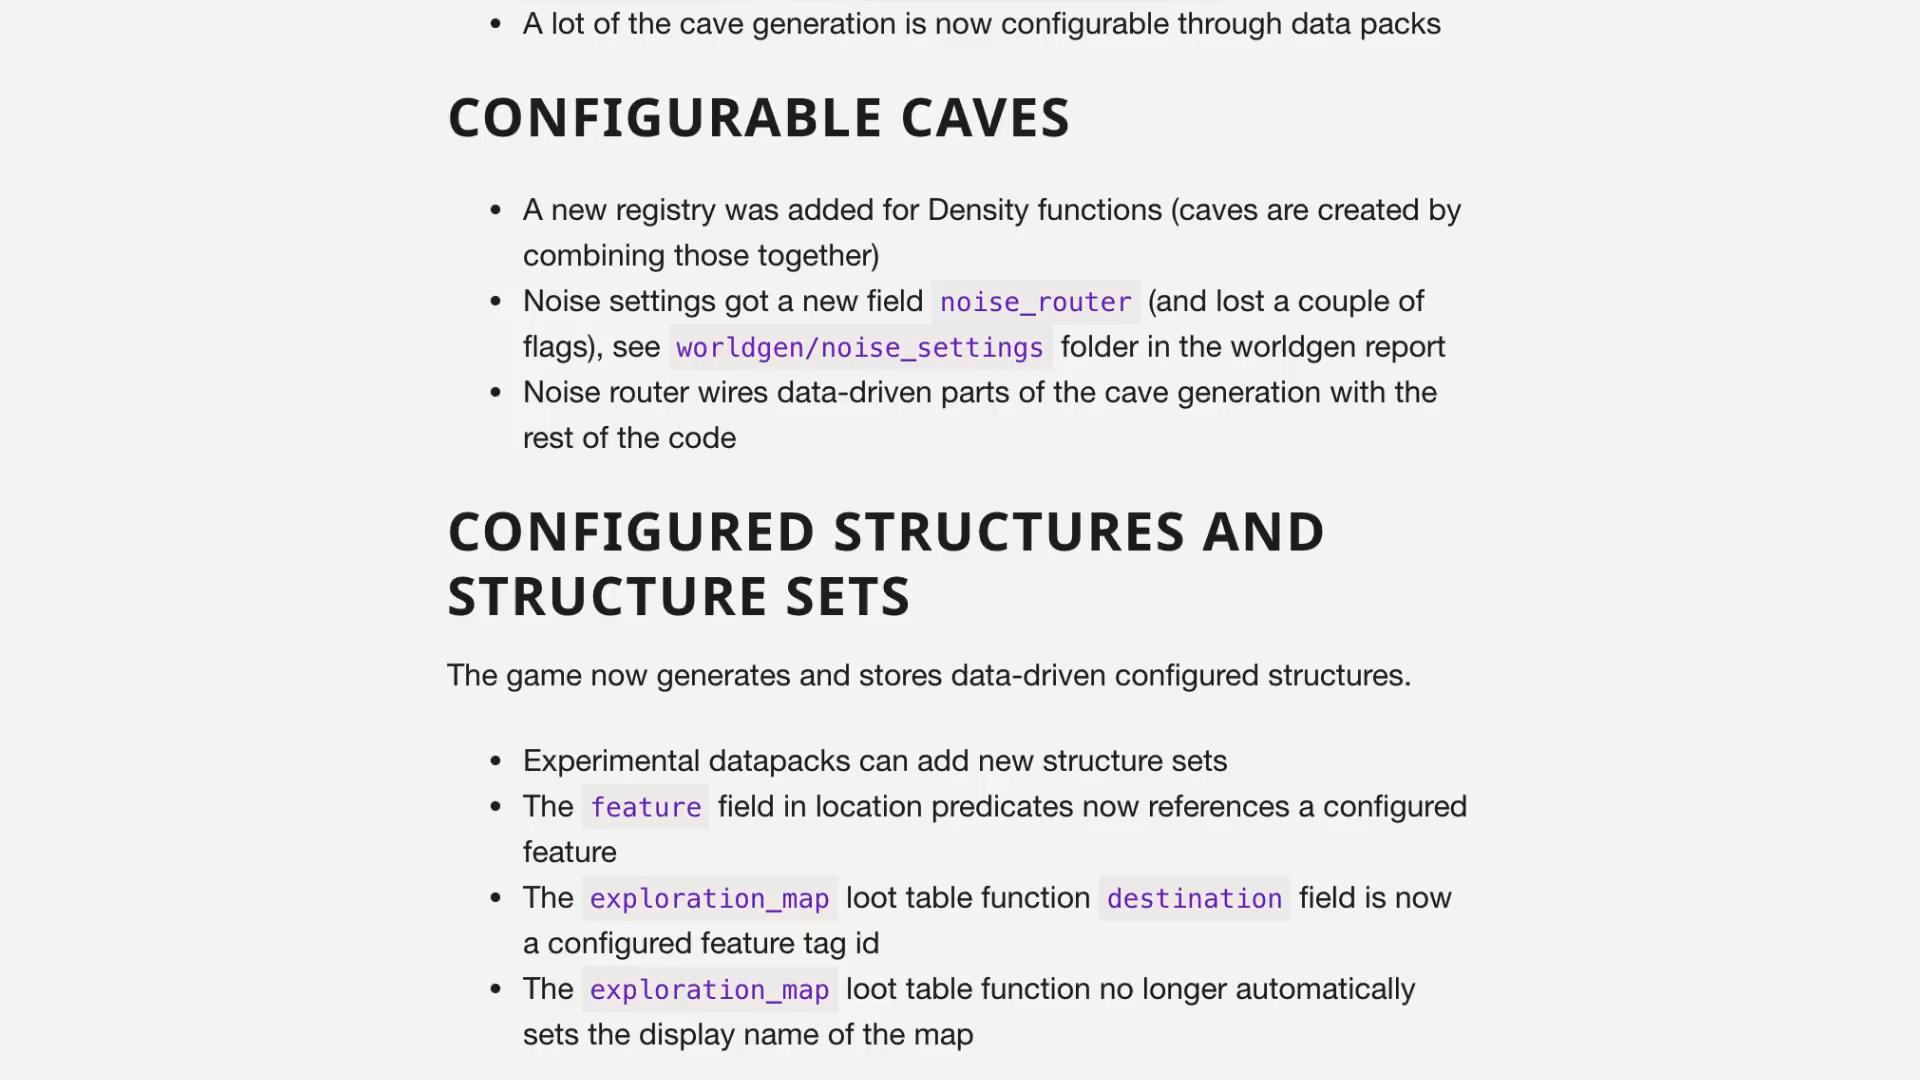 • A lot of the cave generation is now configurable through data packs
CONFIGURABLE CAVES
• A new registry was added for Density functions (caves are created by
combining those together)
• Noise settings got a new field noise_router (and lost a couple of
flags), see worldgen/noise_settings folder in the worldgen report
• Noise router wires data-driven parts of the cave generation with the
rest of the code
CONFIGURED STRUCTURES AND
STRUCTURE SETS
The game now generates and stores data-driven configured structures.
• Experimental datapacks can add new structure sets
• The feature field in location predicates now references a configured
feature
• The exploration_map loot table function destination field is now
a configured feature tag id
• The exploration_map loot table function no longer automatically
sets the display name of the map